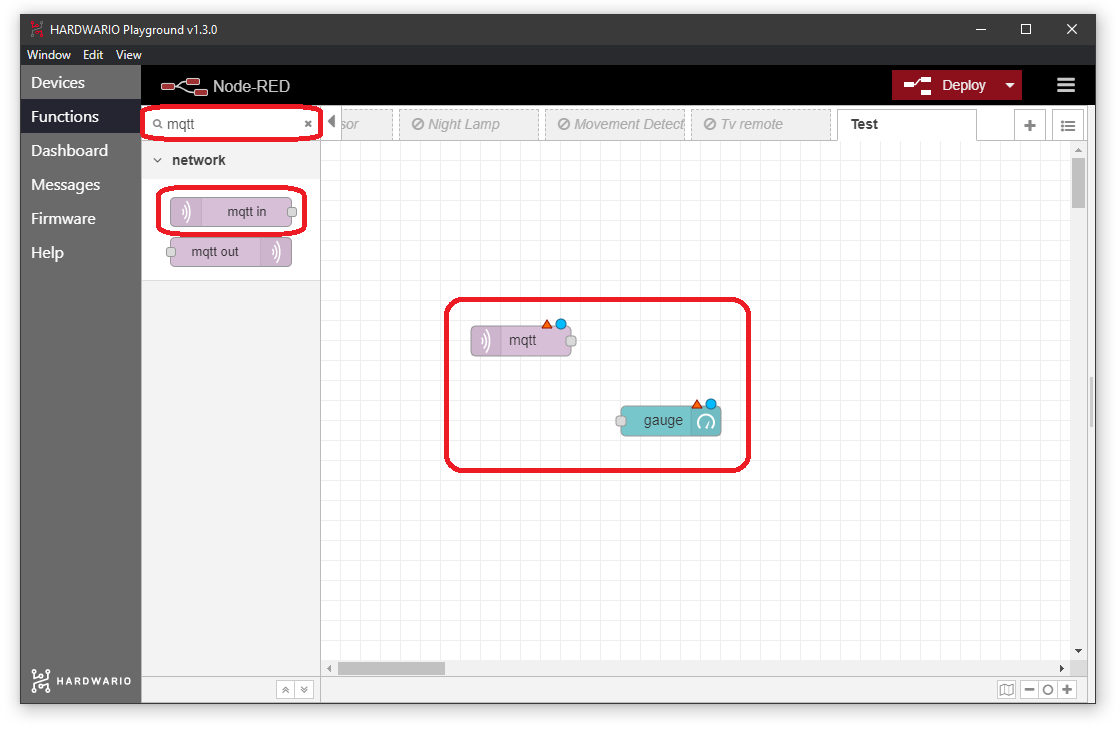 HARDWARIO Playground v1.3.0
Window Edit View
Devices
Functions
Dashboard
Messages
Firmware
Help
HARDWARIO
Node-RED
Deploy
mqtt
network
mqtt in
mqtt out
sor
Night Lamp
Movement Detect
Tv remote
Test
mqtt
gauge